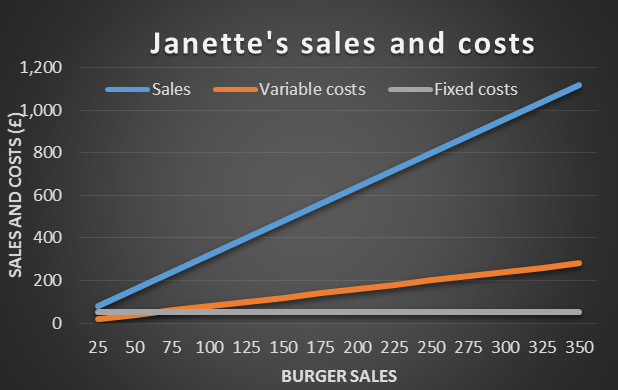 Janette's sales and costs
Sales Variable costs Fixed costs
SALES AND COSTS (£)
1,200
1,000
800
600
400
200
0
25 50 75 100 125 150 175 200 225 250 275 300 325 350
BURGER SALES